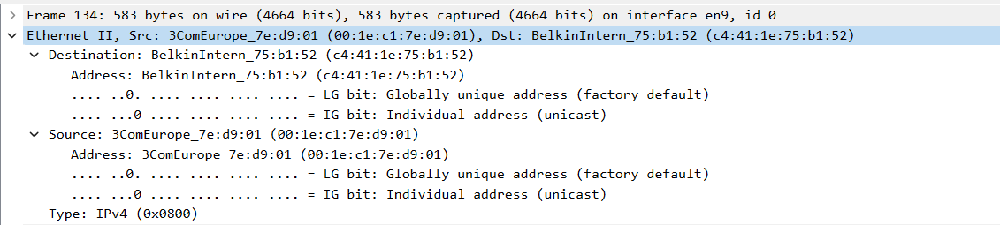 Frame 134: 583 bytes on wire (4664 bits), 583 bytes captured (4664 bits) on interface en9, id 0
Ethernet II, Src: 3ComEurope_7e:d9:01 (00:1e:c1:7e:d9:01), Dst: BelkinIntern_75:b1:52 (c4:41:1e:75:b1:52)
Destination: BelkinIntern_75:b1:52 (c4:41:1e:75:b1:52)
Address: BelkinIntern_75:b1:52 (c4:41:1e:75:b1:52)
.... ..0. .... .... .... .... = LG bit: Globally unique address (factory default)
.... ...0 .... .... .... .... = IG bit: Individual address (unicast)
Source: 3ComEurope_7e:d9:01 (00:1e:c1:7e:d9:01)
Address: 3ComEurope_7e:d9:01 (00:1e:c1:7e:d9:01)
.... ..0. .... .... .... .... = LG bit: Globally unique address (factory default)
.... ...0 .... .... .... .... = IG bit: Individual address (unicast)
Type: IPv4 (0x0800)